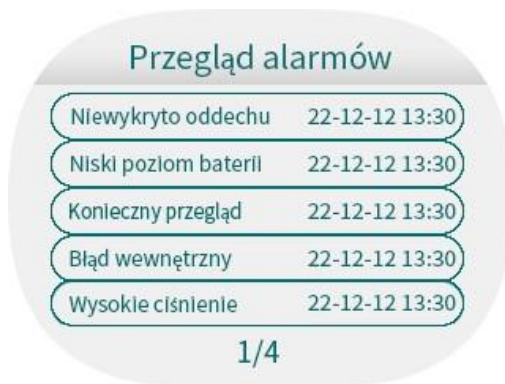 Przegląd alarmów
Niewykryto oddechu 22-12-12 13:30
Niski poziom baterii 22-12-12 13:30
Konieczny przegląd 22-12-12 13:30
Błąd wewnętrzny 22-12-12 13:30
Wysokie ciśnienie 22-12-12 13:30
1/4